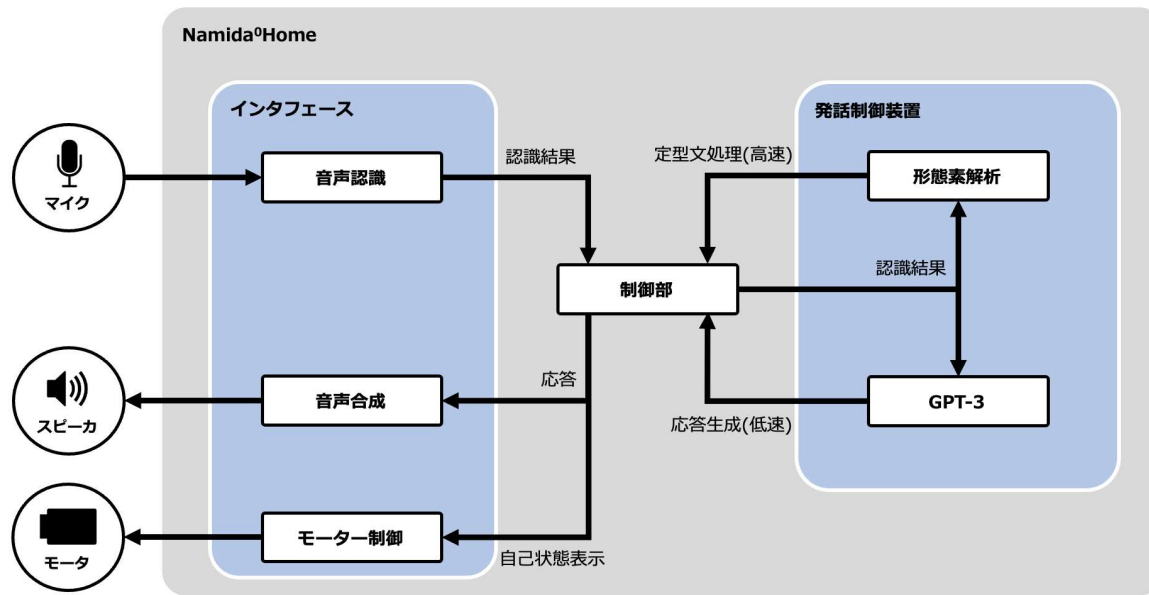 Namida⁰Home
インタフェース
発話制御装置
マイク
音声認識
認識結果
定型文処理(高速)
形態素解析
制御部
認識結果
スピーカ
音声合成
応答
応答生成(低速)
GPT-3
モータ
モーター制御
自己状態表示